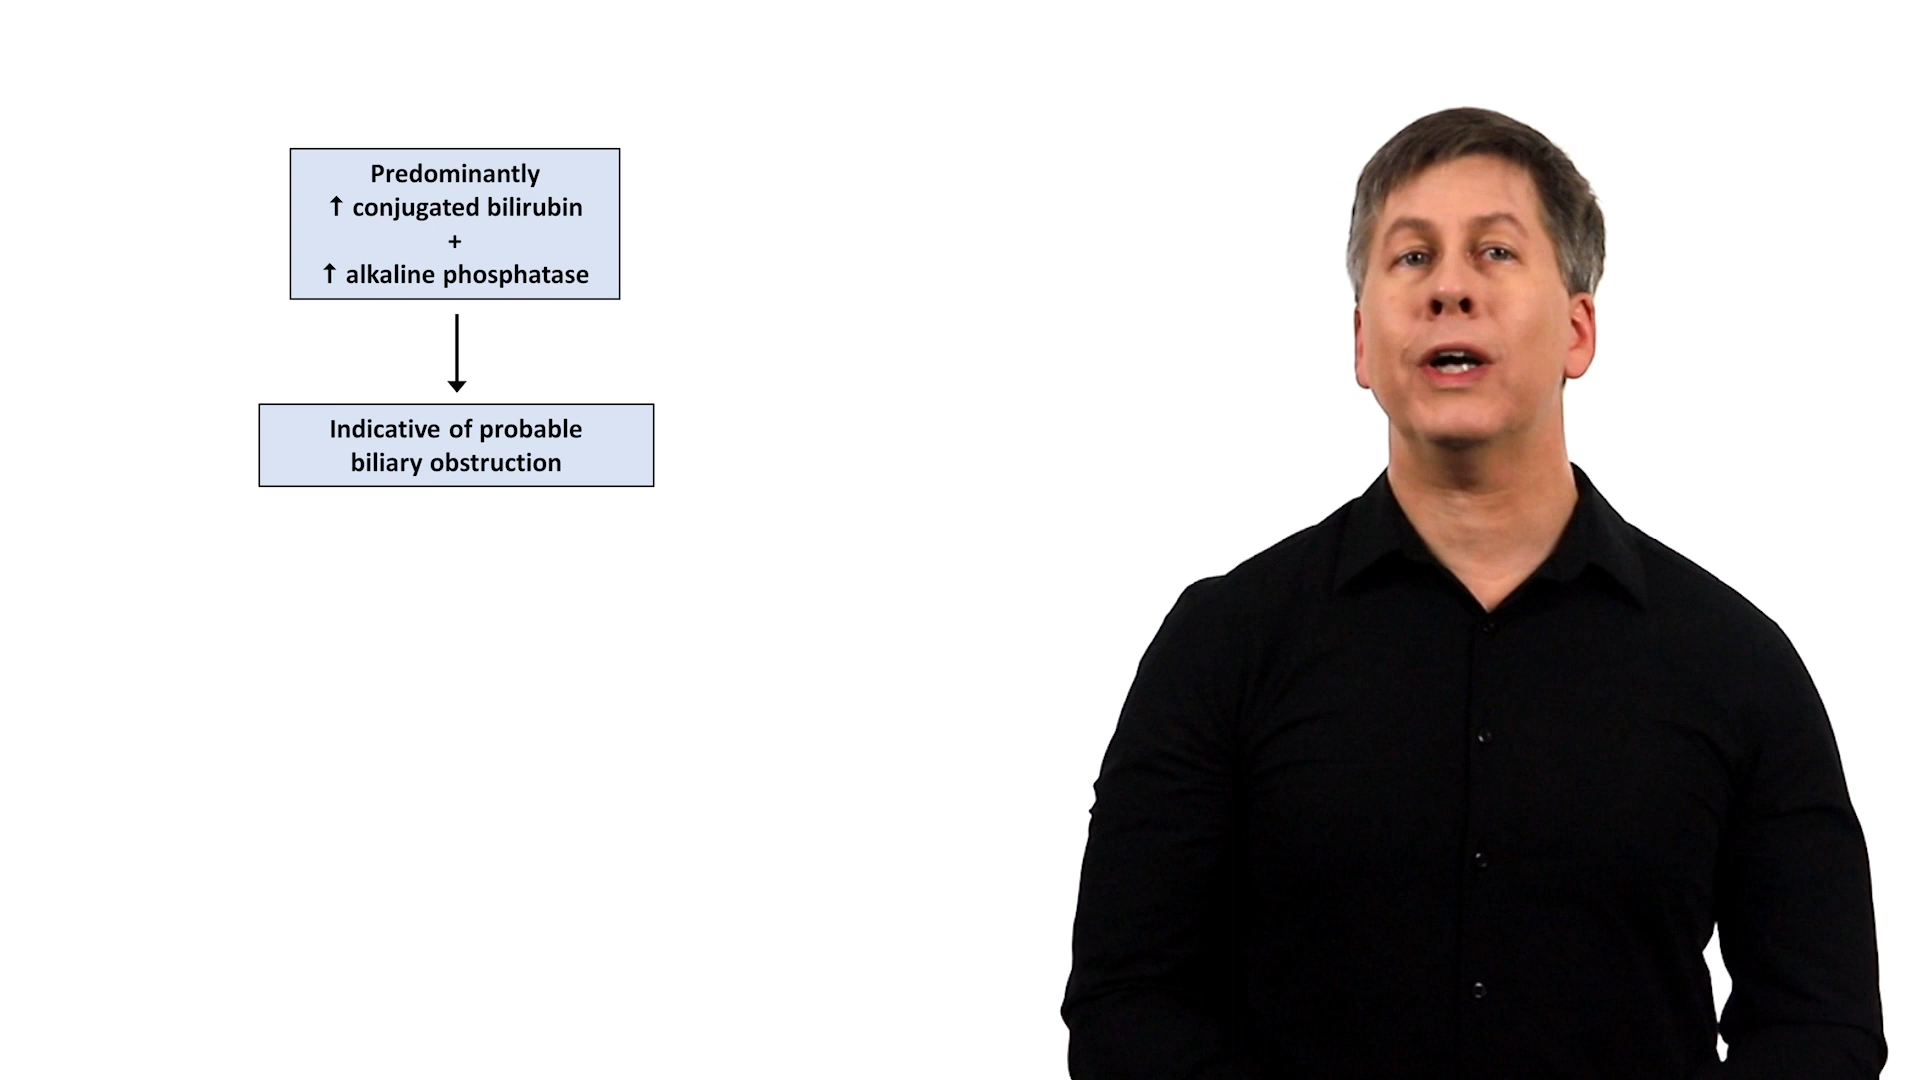 Predominantly
↑ conjugated bilirubin
+
↑ alkaline phosphatase
Indicative of probable
biliary obstruction